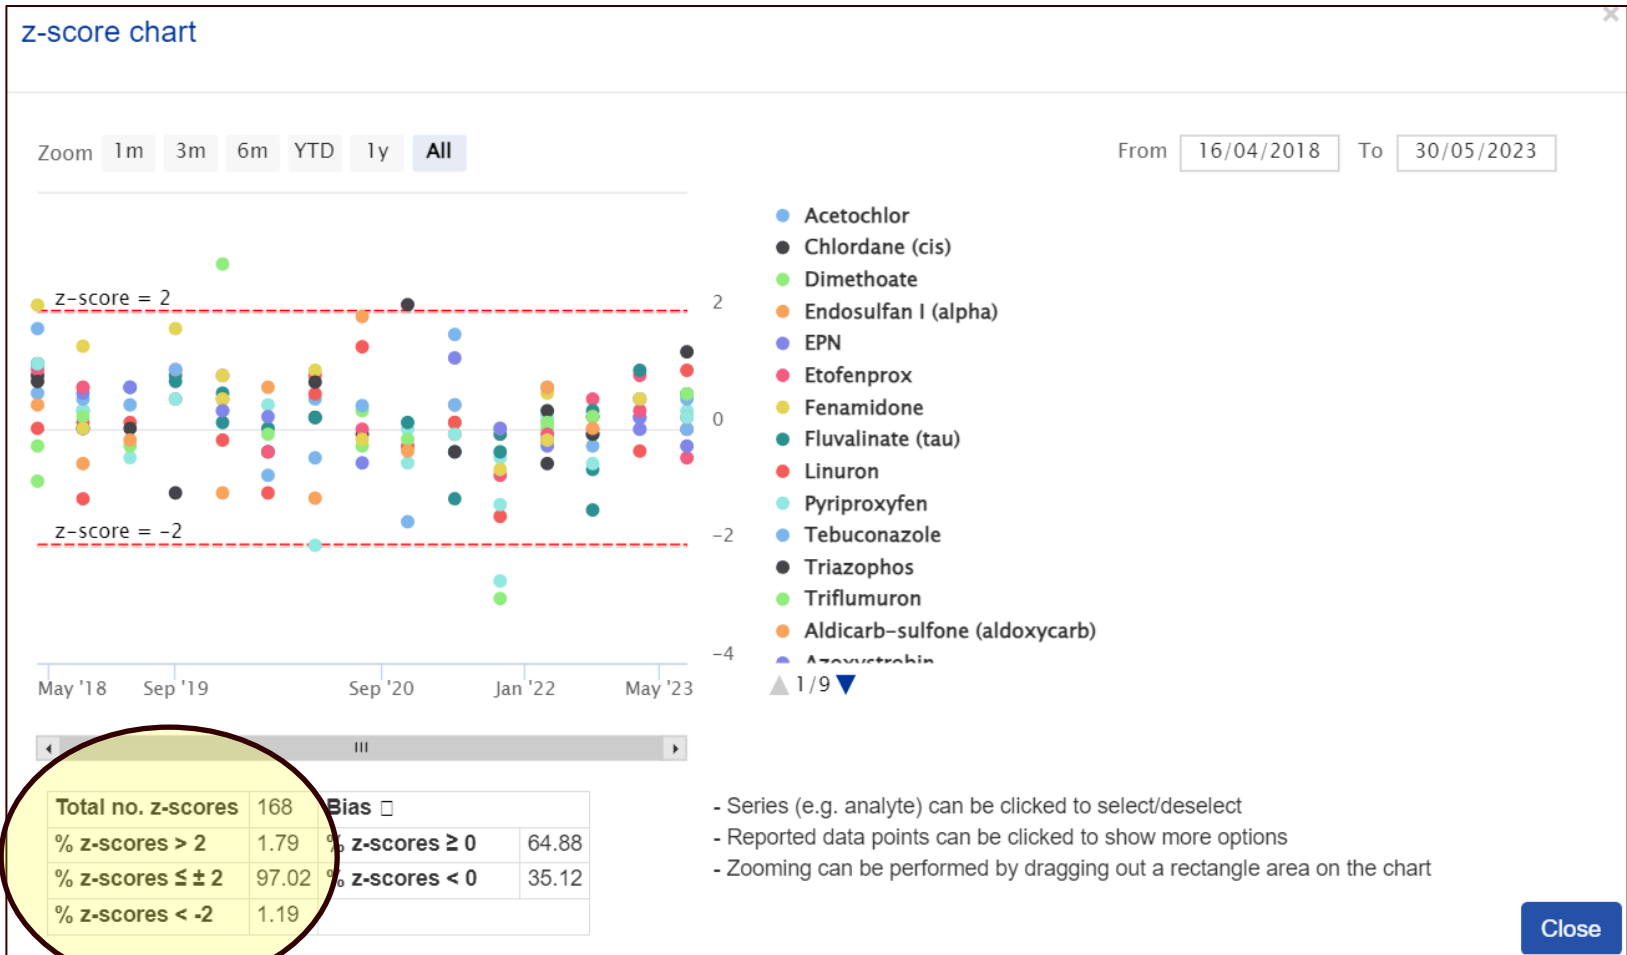 z-score chart
×
Zoom 1m 3m 6m YTD 1y All
From 16/04/2018 To 30/05/2023
z-score = 2
2
0
z-score = -2
-2
-4
May '18 Sep '19 Sep '20 Jan '22 May '23
Acetochlor
Chlordane (cis)
Dimethoate
Endosulfan I (alpha)
EPN
Etofenprox
Fenamidone
Fluvalinate (tau)
Linuron
Pyriproxyfen
Tebuconazole
Triazophos
Triflumuron
Aldicarb-sulfone (aldoxycarb)
Azoxystrobin
1/9
Total no. z-scores 168 Bias
% z-scores > 2 1.79 % z-scores ≥ 0 64.88
% z-scores ≤ ± 2 97.02 % z-scores < 0 35.12
% z-scores < -2 1.19
- Series (e.g. analyte) can be clicked to select/deselect
- Reported data points can be clicked to show more options
- Zooming can be performed by dragging out a rectangle area on the chart
Close